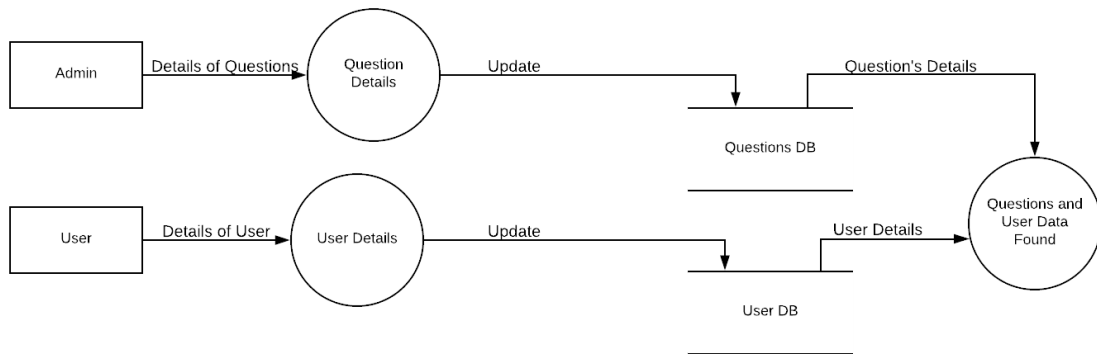 Admin
Details of Questions
Question
Details
Update
Question's Details
Questions DB
User
Details of User
User Details
Update
User Details
Questions and
User Data
Found
User DB